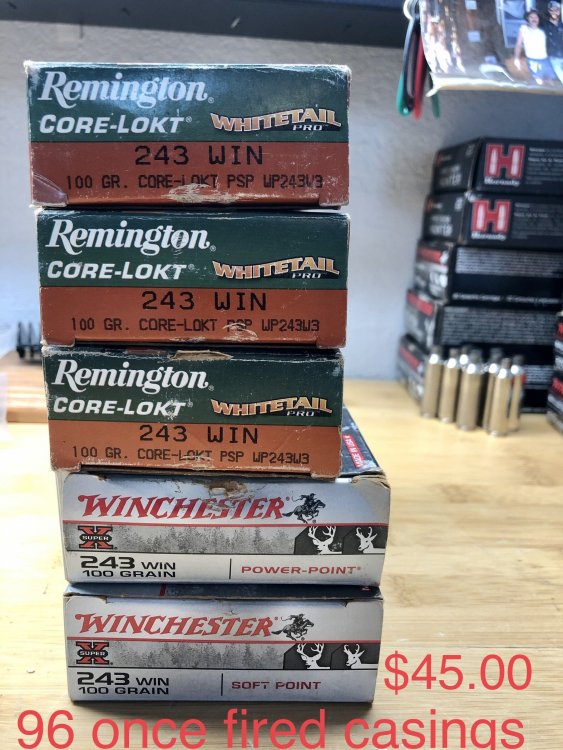 Remington
CORE-LOKT WHITETAIL
PRO
243 WIN
100 GR. CORE-LOKT PSP WP243W3
Remington
CORE-LOKT WHITETAIL
PRO
243 WIN
100 GR. CORE-LOKT PSP WP243W3
Remington
CORE-LOKT WHITETAIL
PRO
243 WIN
100 GR. CORE-LOKT PSP WP243W3
WINCHESTER
SUPER X
243 WIN
100 GRAIN
POWER-POINT®
WINCHESTER
SUPER X
243 WIN
100 GRAIN
SOFT POINT
H
Hornady
H
Hornady
$45.00
96 once fired casings